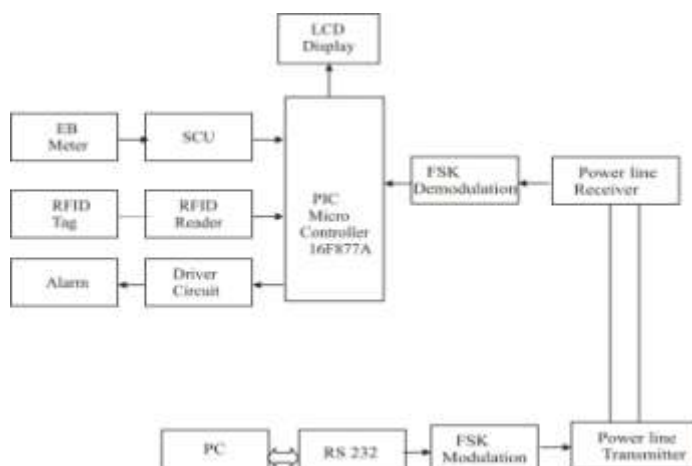 LCD
Display
EB
Meter
SCU
FSK
Demodulation
Power line
Receiver
RFID
Tag
RFID
Reader
PIC
Micro
Controller
16F877A
Alarm
Driver
Circuit
PC
RS 232
FSK
Modulation
Power line
Transmitter